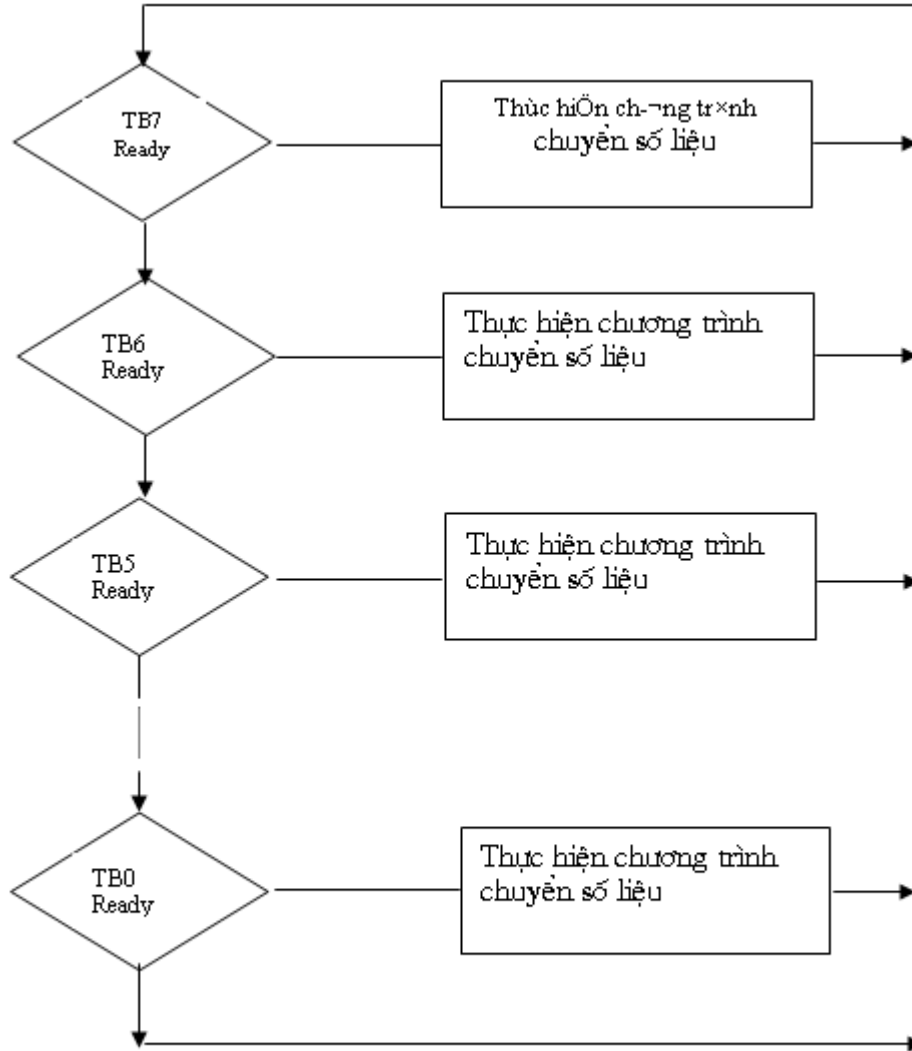 TB7
Ready
Thùc hiÖn ch-¬ng tr×nh
chuyển số liệu
TB6
Ready
Thực hiện chương trình
chuyển số liệu
TB5
Ready
Thực hiện chương trình
chuyển số liệu
TB0
Ready
Thực hiện chương trình
chuyển số liệu